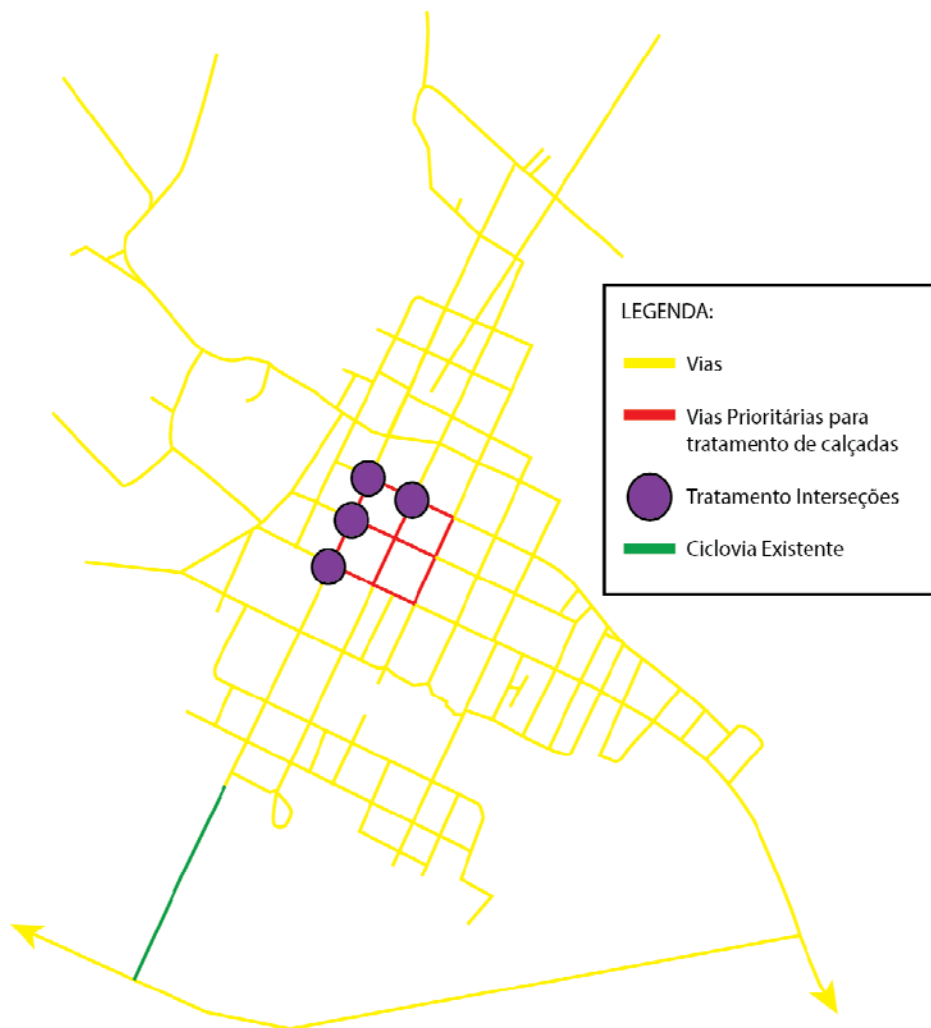 LEGENDA:
Vias
Vias Prioritárias para
tratamento de calçadas
Tratamento Interseções
Ciclovia Existente